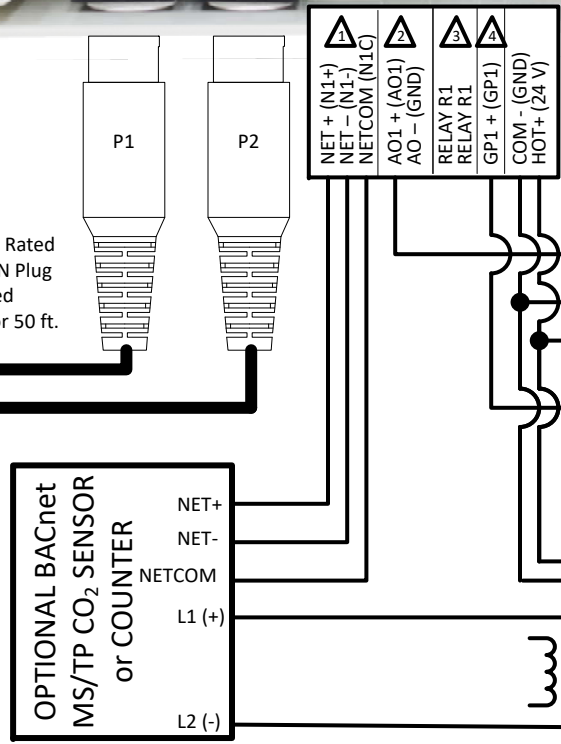 1
2
3
4
NET + (N1+)
NET – (N1-)
NETCOM (N1C)
AO1 + (AO1)
AO – (GND)
RELAY R1
RELAY R1
GP1 + (GP1)
COM - (GND)
HOT+ (24 V)
P1
P2
Rated
N Plug
ed
or 50 ft.
OPTIONAL BACnet
MS/TP CO₂ SENSOR
or COUNTER
NET+
NET-
NETCOM
L1 (+)
L2 (-)